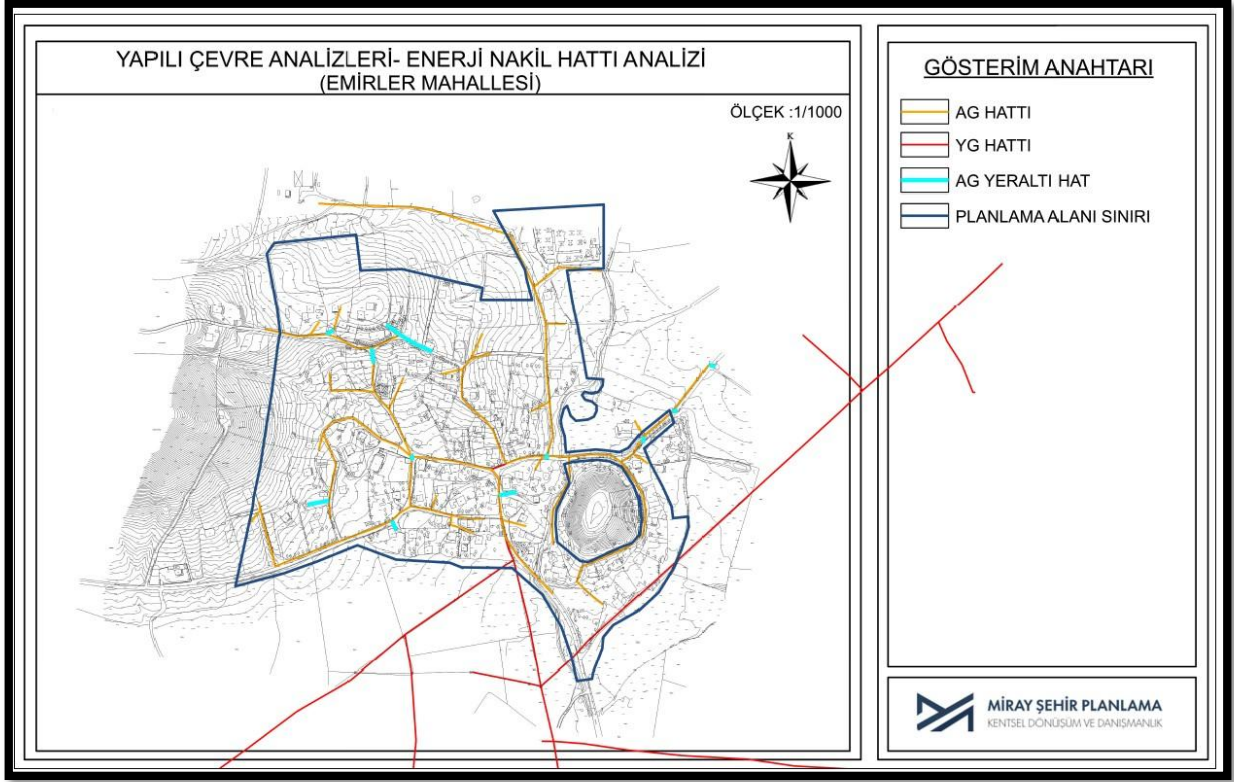 YAPILI ÇEVRE ANALİZLERİ- ENERJİ NAKİL HATTI ANALİZİ
(EMİRLER MAHALLESİ)
ÖLÇEK :1/1000
K
GÖSTERİM ANAHTARI
AG HATTI
YG HATTI
AG YERALTI HAT
PLANLAMA ALANI SINIRI
MİRAY ŞEHİR PLANLAMA
KENTSEL DÖNÜŞÜM VE DANIŞMANLIK